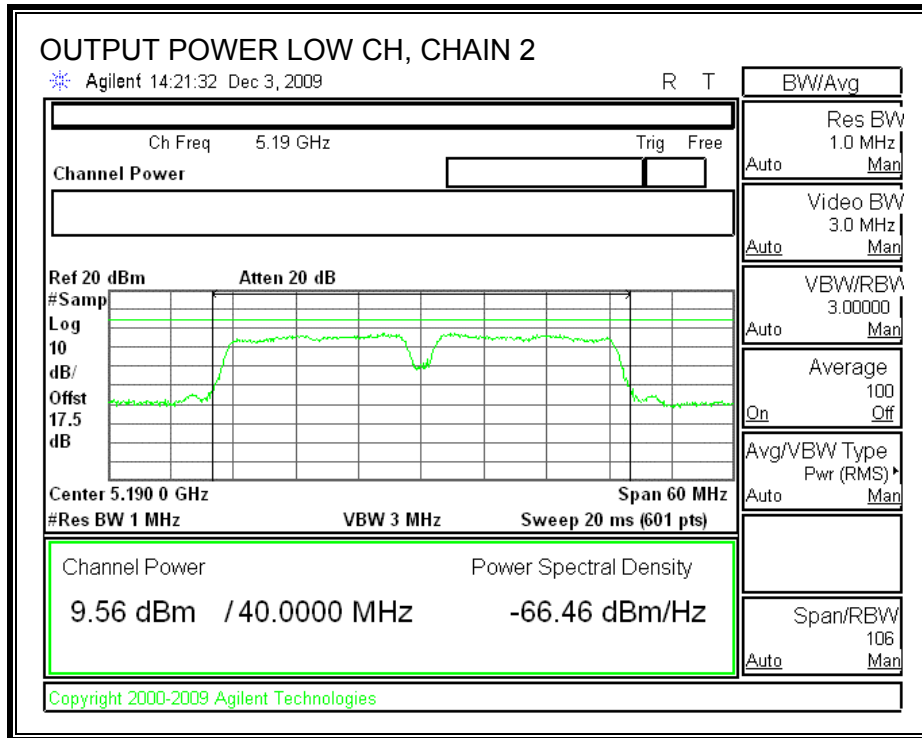 OUTPUT POWER LOW CH, CHAIN 2
Agilent 14:21:32 Dec 3, 2009 R T
BW/Avg
Ch Freq 5.19 GHz Trig Free
Channel Power
Ref 20 dBm Atten 20 dB
#Samp
Log
10
dB/
Offst
17.5
dB
Center 5.190 0 GHz Span 60 MHz
#Res BW 1 MHz VBW 3 MHz Sweep 20 ms (601 pts)
Channel Power Power Spectral Density
9.56 dBm / 40.0000 MHz -66.46 dBm/Hz
Res BW
1.0 MHz
Auto Man
Video BW
3.0 MHz
Auto Man
VBW/RBW
3.00000
Auto Man
Average
100
On Off
Avg/VBW Type
Pwr (RMS)
Auto Man
Span/RBW
106
Auto Man
Copyright 2000-2009 Agilent Technologies